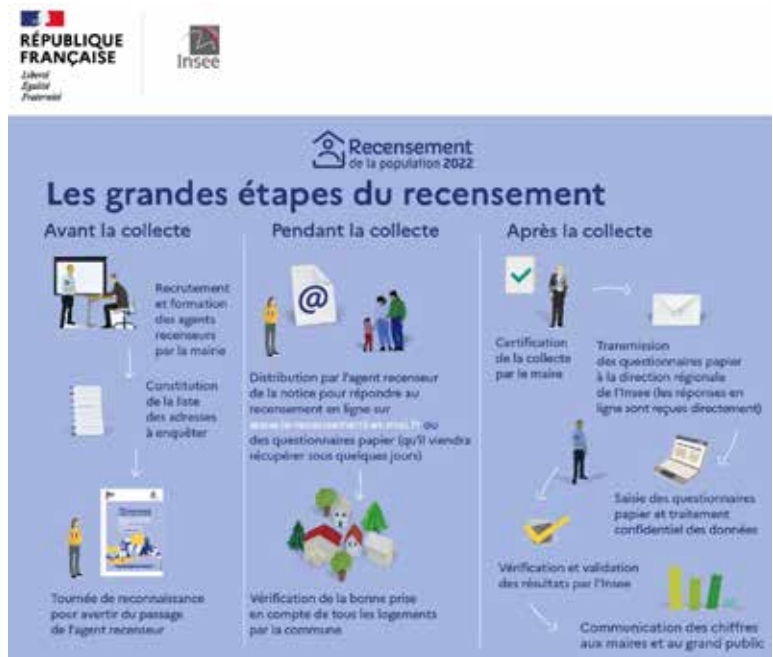 RÉPUBLIQUE
FRANÇAISE
Liberté
Égalité
Fraternité
Insee
Recensement
de la population 2022
Les grandes étapes du recensement
Avant la collecte
Recrutement
et formation
des agents
recenseurs
par la mairie
Constitution
de la liste
des adresses
à enquêter
Tournée de reconnaissance
pour avertir du passage
de l'agent recenseur
Pendant la collecte
Distribution par l'agent recenseur
de la notice pour répondre au
recensement en ligne sur
www.le-recensement-et-moi.fr ou
des questionnaires papier (qu'il viendra
récupérer sous quelques jours)
Vérification de la bonne prise
en compte de tous les logements
par la commune
Après la collecte
Certification
de la collecte
par le maire
Transmission
des questionnaires papier
à la direction régionale
de l'Insee (les réponses en
ligne sont reçues directement)
Saisie des questionnaires
papier et traitement
confidentiel des données
Vérification et validation
des résultats par l'Insee
Communication des chiffres
aux maires et au grand public